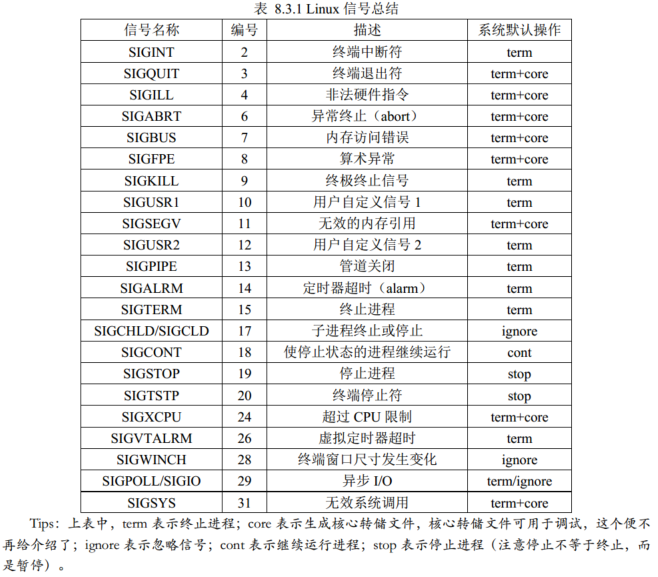 表 8.3.1 Linux 信号总结
信号名称 编号 描述 系统默认操作
SIGINT 2 终端中断符 term
SIGQUIT 3 终端退出符 term+core
SIGILL 4 非法硬件指令 term+core
SIGABRT 6 异常终止（abort） term+core
SIGBUS 7 内存访问错误 term+core
SIGFPE 8 算术异常 term+core
SIGKILL 9 终极终止信号 term
SIGUSR1 10 用户自定义信号 1 term
SIGSEGV 11 无效的内存引用 term+core
SIGUSR2 12 用户自定义信号 2 term
SIGPIPE 13 管道关闭 term
SIGALRM 14 定时器超时（alarm） term
SIGTERM 15 终止进程 term
SIGCHLD/SIGCLD 17 子进程终止或停止 ignore
SIGCONT 18 使停止状态的进程继续运行 cont
SIGSTOP 19 停止进程 stop
SIGTSTP 20 终端停止符 stop
SIGXCPU 24 超过 CPU 限制 term+core
SIGVTALRM 26 虚拟定时器超时 term
SIGWINCH 28 终端窗口尺寸发生变化 ignore
SIGPOLL/SIGIO 29 异步 I/O term/ignore
SIGSYS 31 无效系统调用 term+core
Tips：上表中，term 表示终止进程；core 表示生成核心转储文件，核心转储文件可用于调试，这个便不
再给介绍了；ignore 表示忽略信号；cont 表示继续运行进程；stop 表示停止进程（注意停止不等于终止，而
是暂停）。